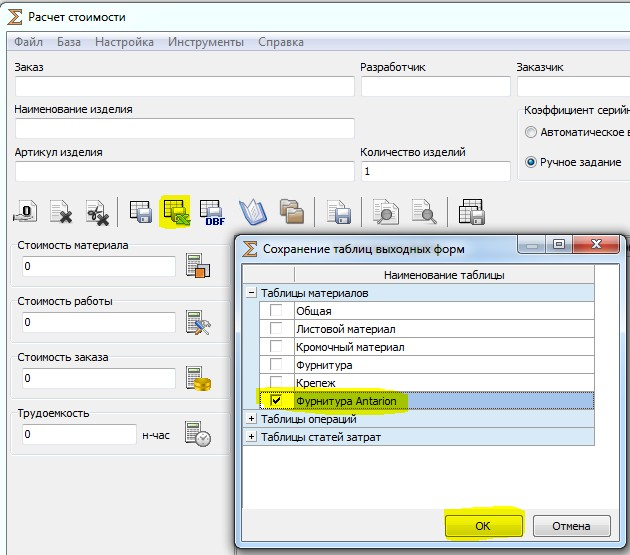 Расчет стоимости
Файл База Настройка Инструменты Справка
Заказ Разработчик Заказчик
Наименование изделия
Коэффициент серийн
Автоматическое в
Артикул изделия Количество изделий
Ручное задание
1
DBF
Стоимость материала
0
Стоимость работы
0
Стоимость заказа
0
Трудоемкость
0 н-час
Сохранение таблиц выходных форм
Наименование таблицы
Таблицы материалов
Общая
Листовой материал
Кромочный материал
Фурнитура
Крепеж
Фурнитура Antarion
Таблицы операций
Таблицы статей затрат
OK Отмена